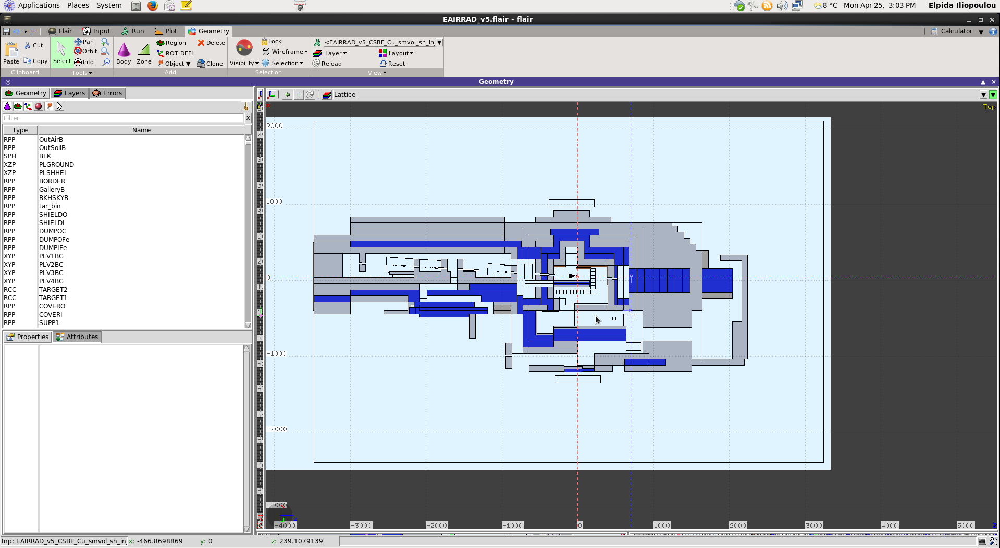 Applications Places System 8 °C Mon Apr 25, 3:03 PM Elpida Iliopoulou
EAIRRAD_v5.flair - flair
Flair Input Run Plot Geometry Calculator
Paste Cut Copy Clipboard
Select Pan Orbit Info Tools
Body Zone Region ROT-DEFI Object Delete Clone Add
Visibility Lock Wireframe Selection Selection
<EAIRRAD_v5_CSBF_Cu_smvol_sh_in
Layer Layout
Reload Reset
View
Geometry
Geometry Layers Errors
Lattice
Filter X
Top
Type Name
RPP OutAirB
RPP OutSoilB
SPH BLK
XZP PLGROUND
XZP PLSHHEI
RPP BORDER
RPP GalleryB
RPP BKHSKYB
RPP tar_bin
RPP SHIELDO
RPP SHIELDI
RPP DUMPOC
RPP DUMPOFe
RPP DUMPIFe
XYP PLV1BC
XYP PLV2BC
XYP PLV3BC
XYP PLV4BC
RCC TARGET2
RCC TARGET1
RPP COVERO
RPP COVERI
RPP SUPP1
Properties Attributes
2000
1000
0
-1000
-2000
-3000
-4000 -3000 -2000 -1000 0 1000 2000 3000 4000 5000
Inp: EAIRRAD_v5_CSBF_Cu_smvol_sh_in x: -466.8698869 y: 0 z: 239.1079139